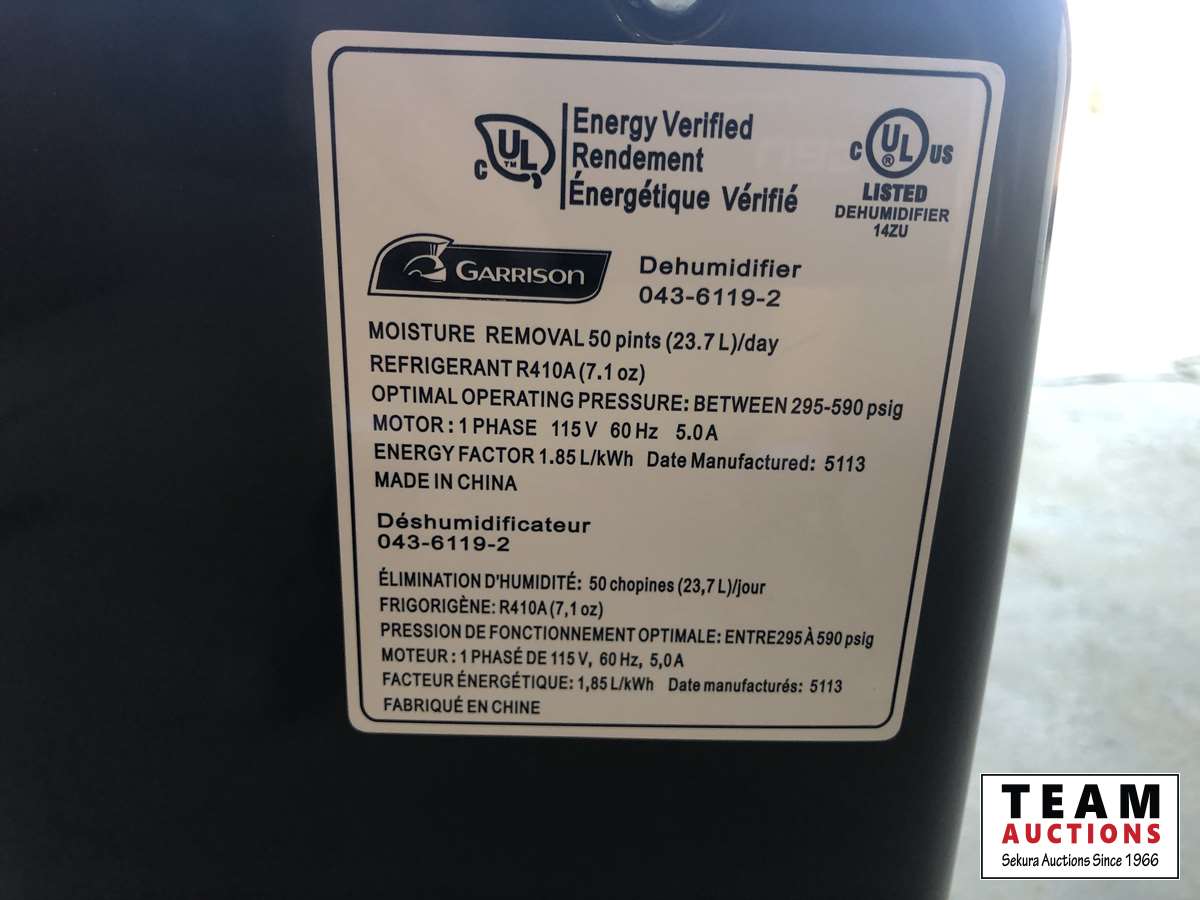 C UL TM
Energy Verified
Rendement
Énergétique Vérifié
C UL ® US
LISTED
DEHUMIDIFIER
14ZU
GARRISON
Dehumidifier
043-6119-2
MOISTURE REMOVAL 50 pints (23.7 L)/day
REFRIGERANT R410A (7.1 oz)
OPTIMAL OPERATING PRESSURE: BETWEEN 295-590 psig
MOTOR : 1 PHASE 115 V 60 Hz 5.0 A
ENERGY FACTOR 1.85 L/kWh Date Manufactured: 5113
MADE IN CHINA
Déshumidificateur
043-6119-2
ÉLIMINATION D'HUMIDITÉ: 50 chopines (23,7 L)/jour
FRIGORIGÈNE: R410A (7,1 oz)
PRESSION DE FONCTIONNEMENT OPTIMALE: ENTRE295 À 590 psig
MOTEUR : 1 PHASÉ DE 115 V, 60 Hz, 5,0 A
FACTEUR ÉNERGÉTIQUE: 1,85 L/kWh Date manufacturés: 5113
FABRIQUÉ EN CHINE
TEAM
AUCTIONS
Sekura Auctions Since 1966